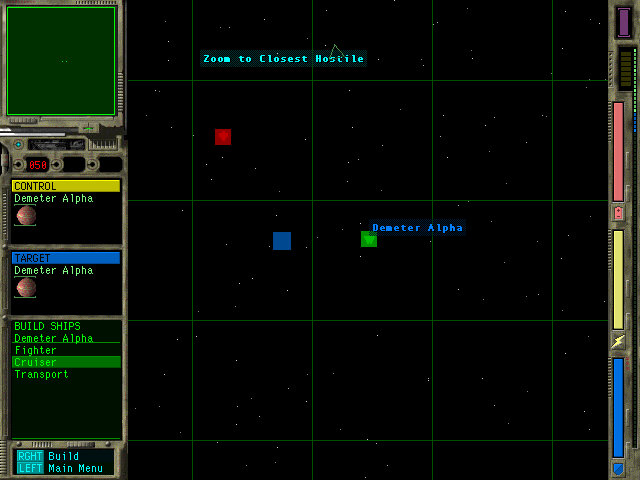 Zoom to Closest Hostile
050
CONTROL
Demeter Alpha
TARGET
Demeter Alpha
Demeter Alpha
BUILD SHIPS
Demeter Alpha
Fighter
Cruiser
Transport
RGHT Build
LEFT Main Menu